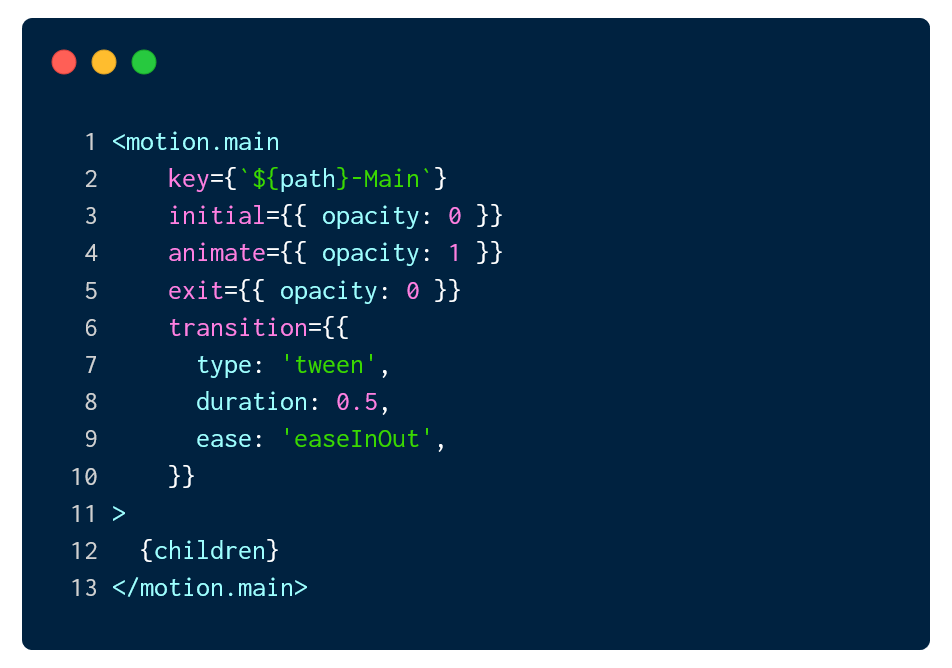 1 <motion.main
2     key={`${path}-Main`}
3     initial={{ opacity: 0 }}
4     animate={{ opacity: 1 }}
5     exit={{ opacity: 0 }}
6     transition={{
7       type: 'tween',
8       duration: 0.5,
9       ease: 'easeInOut',
10     }}
11 >
12   {children}
13 </motion.main>